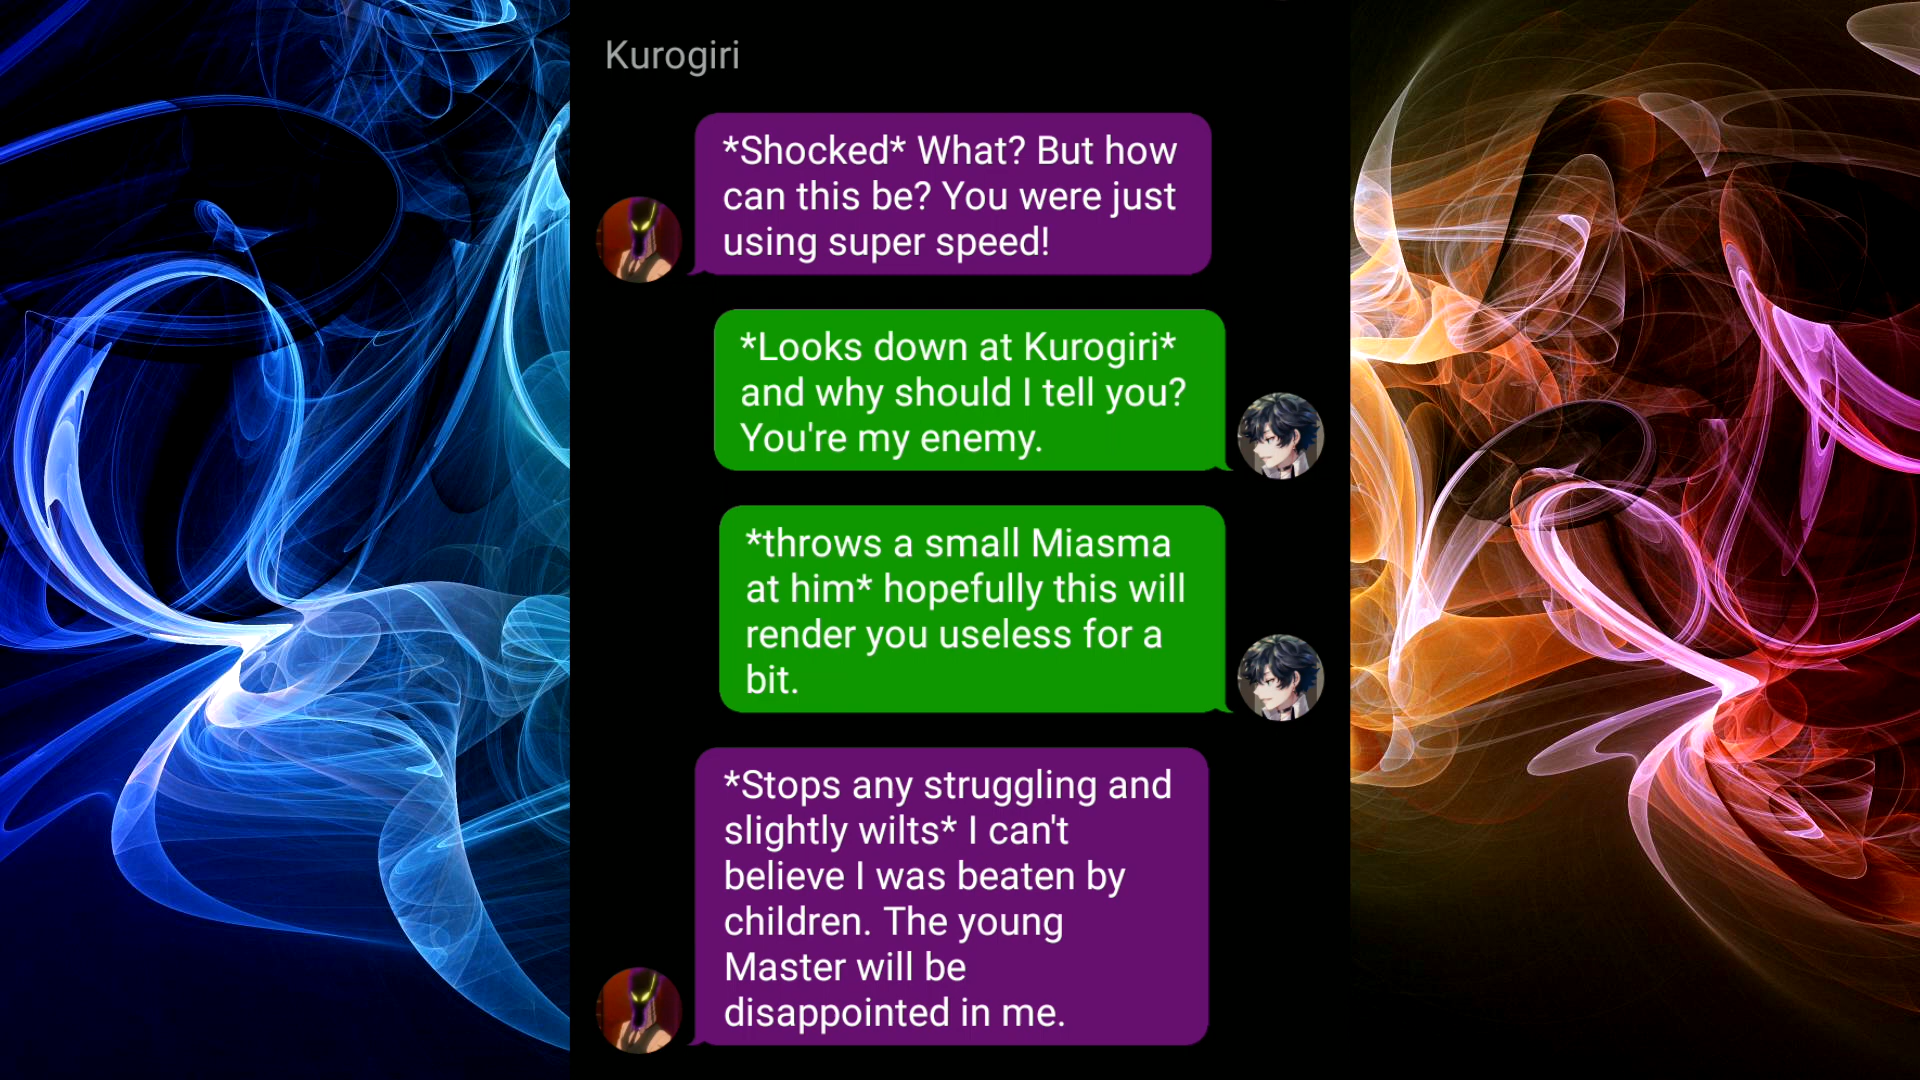 Kurogiri
*Shocked* What? But how
can this be? You were just
using super speed!
*Looks down at Kurogiri*
and why should I tell you?
You're my enemy.
*throws a small Miasma
at him* hopefully this will
render you useless for a
bit.
*Stops any struggling and
slightly wilts* I can't
believe I was beaten by
children. The young
Master will be
disappointed in me.